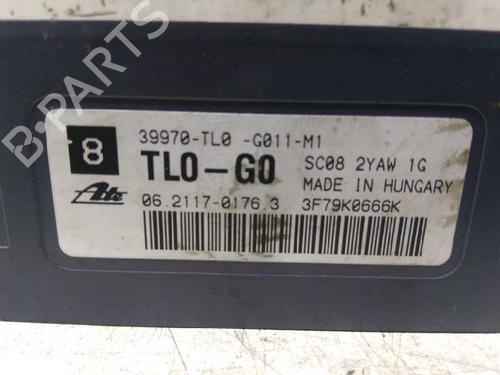 8
39970-TL0 -G011-M1
TL0-G0
SC08 2YAW 1G
MADE IN HUNGARY
Ate
06.2117-0176.3
3F79K0666K
B-PARTS